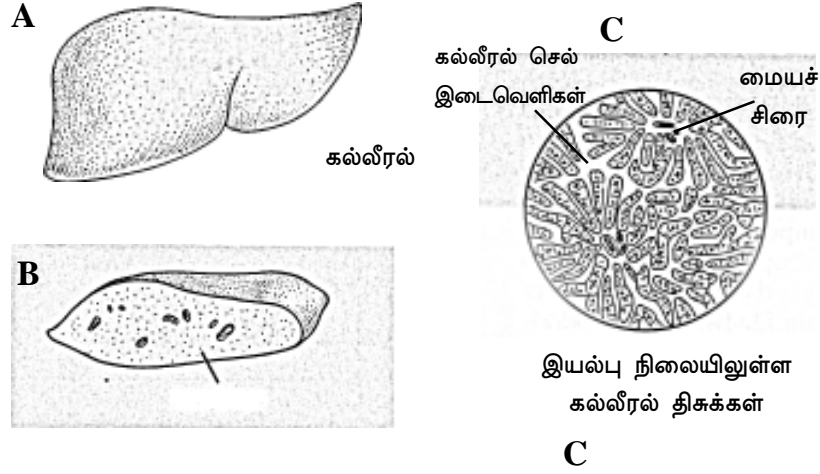 A
கல்லீரல்
B
C
கல்லீரல் செல்
இடைவெளிகள்
மையச்
சிரை
இயல்பு நிலையிலுள்ள
கல்லீரல் திசுக்கள்
C